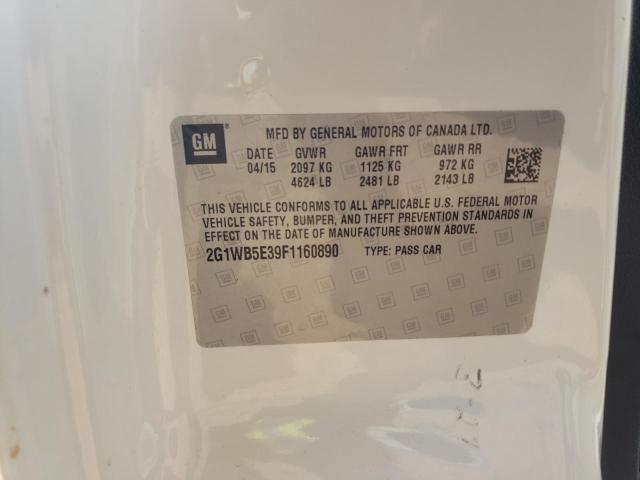 GM
MFD BY GENERAL MOTORS OF CANADA LTD.
DATE GVWR GAWR FRT GAWR RR
04/15 2097 KG 1125 KG 972 KG
4624 LB 2481 LB 2143 LB
THIS VEHICLE CONFORMS TO ALL APPLICABLE U.S. FEDERAL MOTOR
VEHICLE SAFETY, BUMPER, AND THEFT PREVENTION STANDARDS IN
EFFECT ON THE DATE OF MANUFACTURE SHOWN ABOVE.
2G1WB5E39F1160890 TYPE: PASS CAR